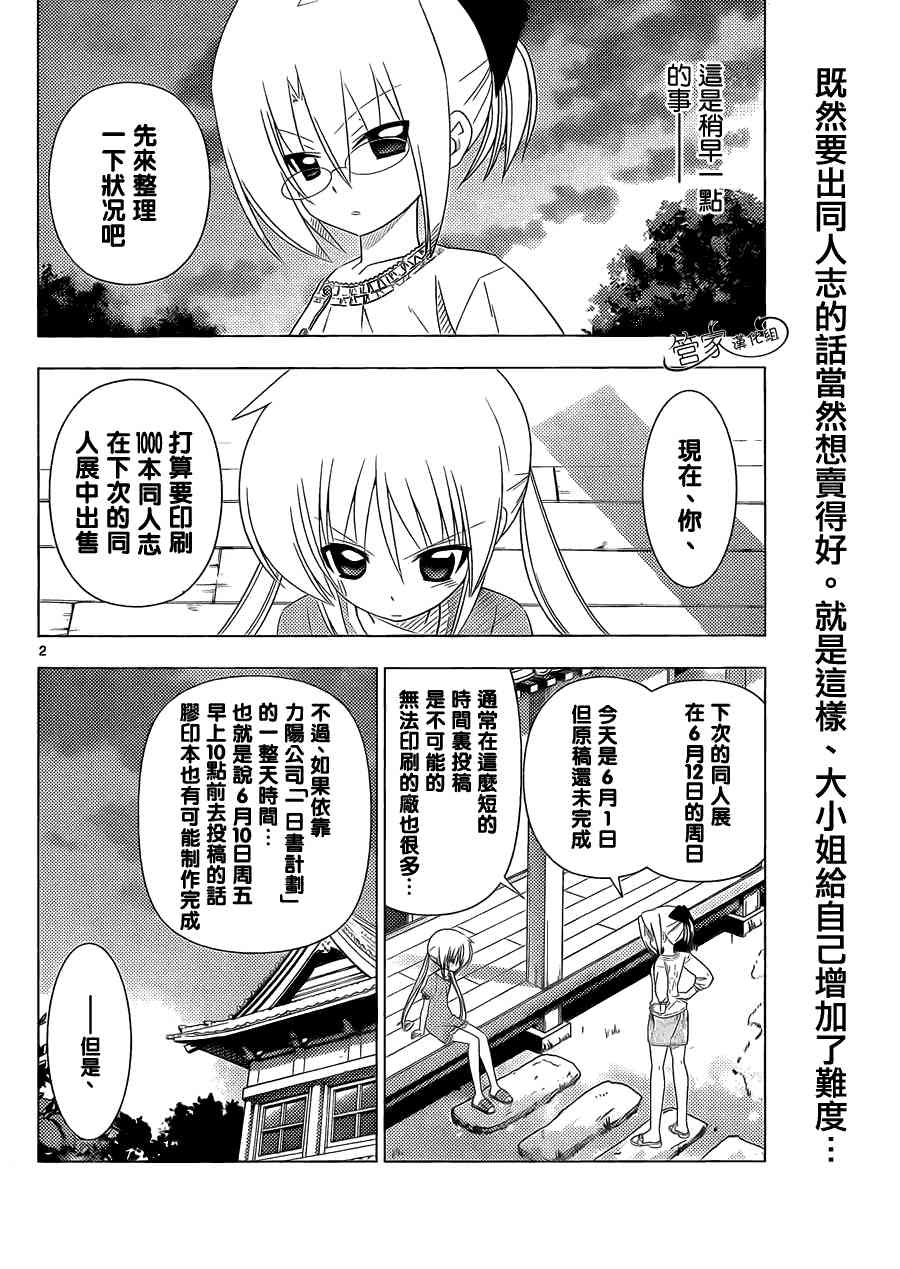 既然要出同人志的話當然想賣得好。就是這樣、大小姐給自己增加了難度…
這是稍早一點
的事——
先來整理
一下狀況吧
管家
漢化組
現在、你、
打算要印刷
1000本同人志
在下次的同
人展中出售
2
下次的同人展
在6月12日的周日
今天是6月1日
但原稿還未完成
通常在這麼短的
時間裏投稿
是不可能的
無法印刷的廠也很多…
不過、如果依靠
力陽公司「一日書計劃」
的一整天時間…
也就是說6月10日周五
早上10點前去投稿的話
膠印本也有可能制作完成
——但是、